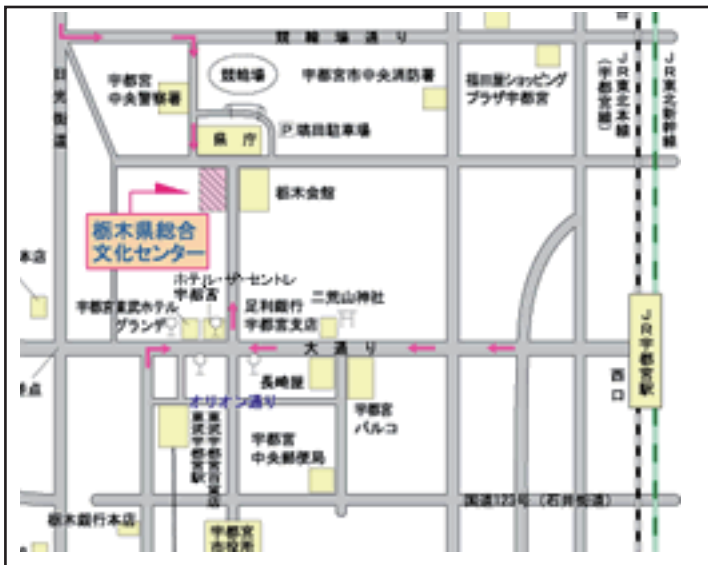 競輪場通り
日光街道
宇都宮
中央警察署
競輪場
宇都宮市中央消防署
福田屋ショッピング
プラザ宇都宮
JR東北本線
(宇都宮線)
JR東北新幹線
県庁
P
駐車場
栃木会館
栃木県総合
文化センター
本店
ホテル・ザ・セントレ
宇都宮
宇都宮東武ホテル
グランデ
足利銀行
宇都宮支店
二荒山神社
大通り
JR宇都宮駅
西口
長崎屋
オリオン通り
宇都宮
パルコ
東武宇都宮駅
東武宇都宮百貨店
宇都宮
中央郵便局
国道123号(石井街道)
栃木銀行本店
宇都宮
市役所